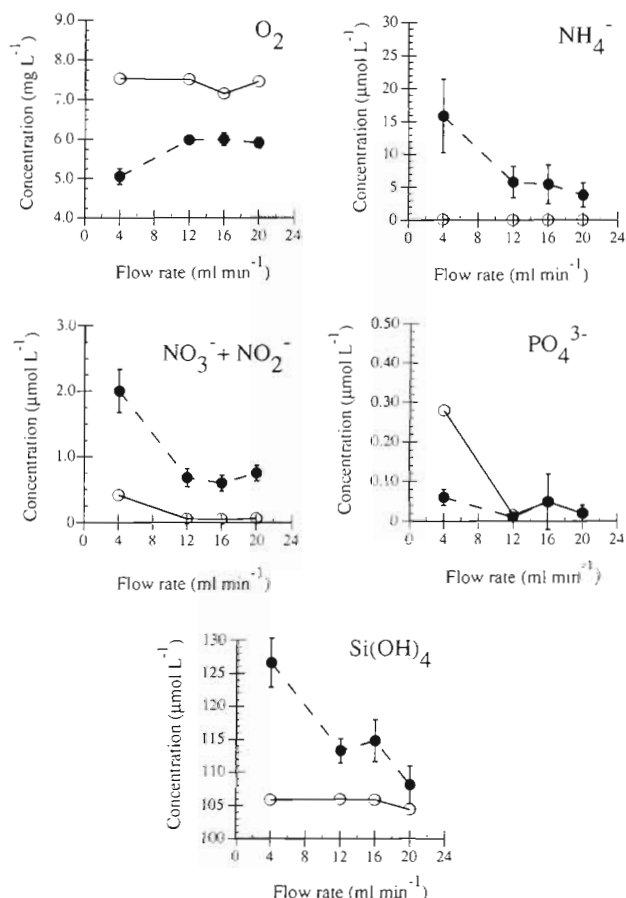 O₂
Concentration (mg L⁻¹)
9.0
8.0
7.0
6.0
5.0
4.0
0 4 8 12 16 20 24
Flow rate (ml min⁻¹)
NH₄⁻
Concentration (µmol L⁻¹)
30
25
20
15
10
5
0
0 4 8 12 16 20 24
Flow rate (ml min⁻¹)
NO₃⁻ + NO₂⁻
Concentration (µmol L⁻¹)
3.0
2.0
1.0
0
0 4 8 12 16 20 24
Flow rate (ml min⁻¹)
PO₄³⁻
Concentration (µmol L⁻¹)
0.50
0.40
0.30
0.20
0.10
0
0 4 8 12 16 20 24
Flow rate (ml min⁻¹)
Si(OH)₄
Concentration (µmol L⁻¹)
130
125
120
115
110
105
100
0 4 8 12 16 20 24
Flow rate (ml min⁻¹)